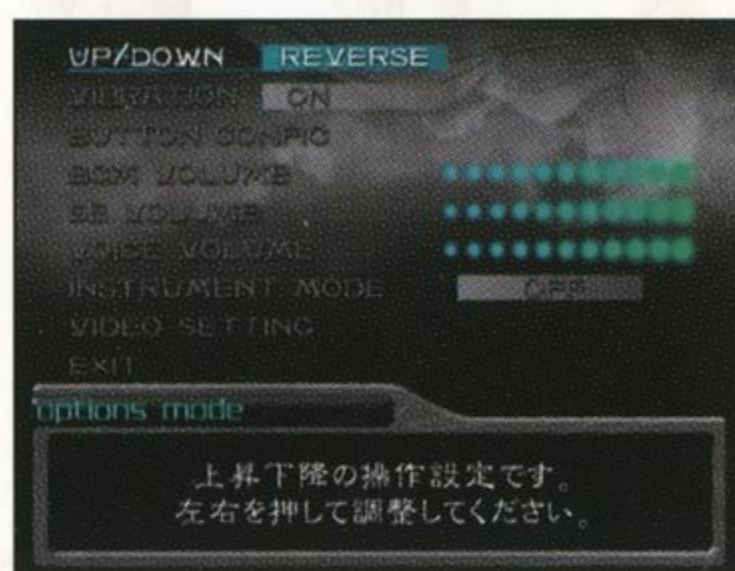 UP/DOWN REVERSE
VIBRATION ON
BUTTON CONFIG
BGM VOLUME
SE VOLUME
VOICE VOLUME
INSTRUMENT MODE OFF
VIDEO SETTING
EXIT
options mode
上昇下降の操作設定です。
左右を押して調整してください。